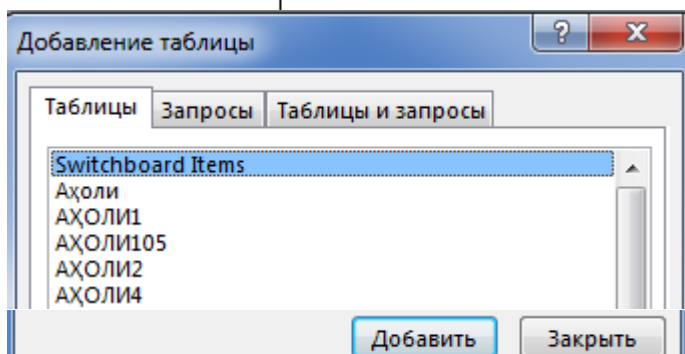 Добавление таблицы
Таблицы Запросы Таблицы и запросы
Switchboard Items
Аҳоли
АҲОЛИ1
АҲОЛИ105
АҲОЛИ2
АҲОЛИ4
Добавить Закрыть